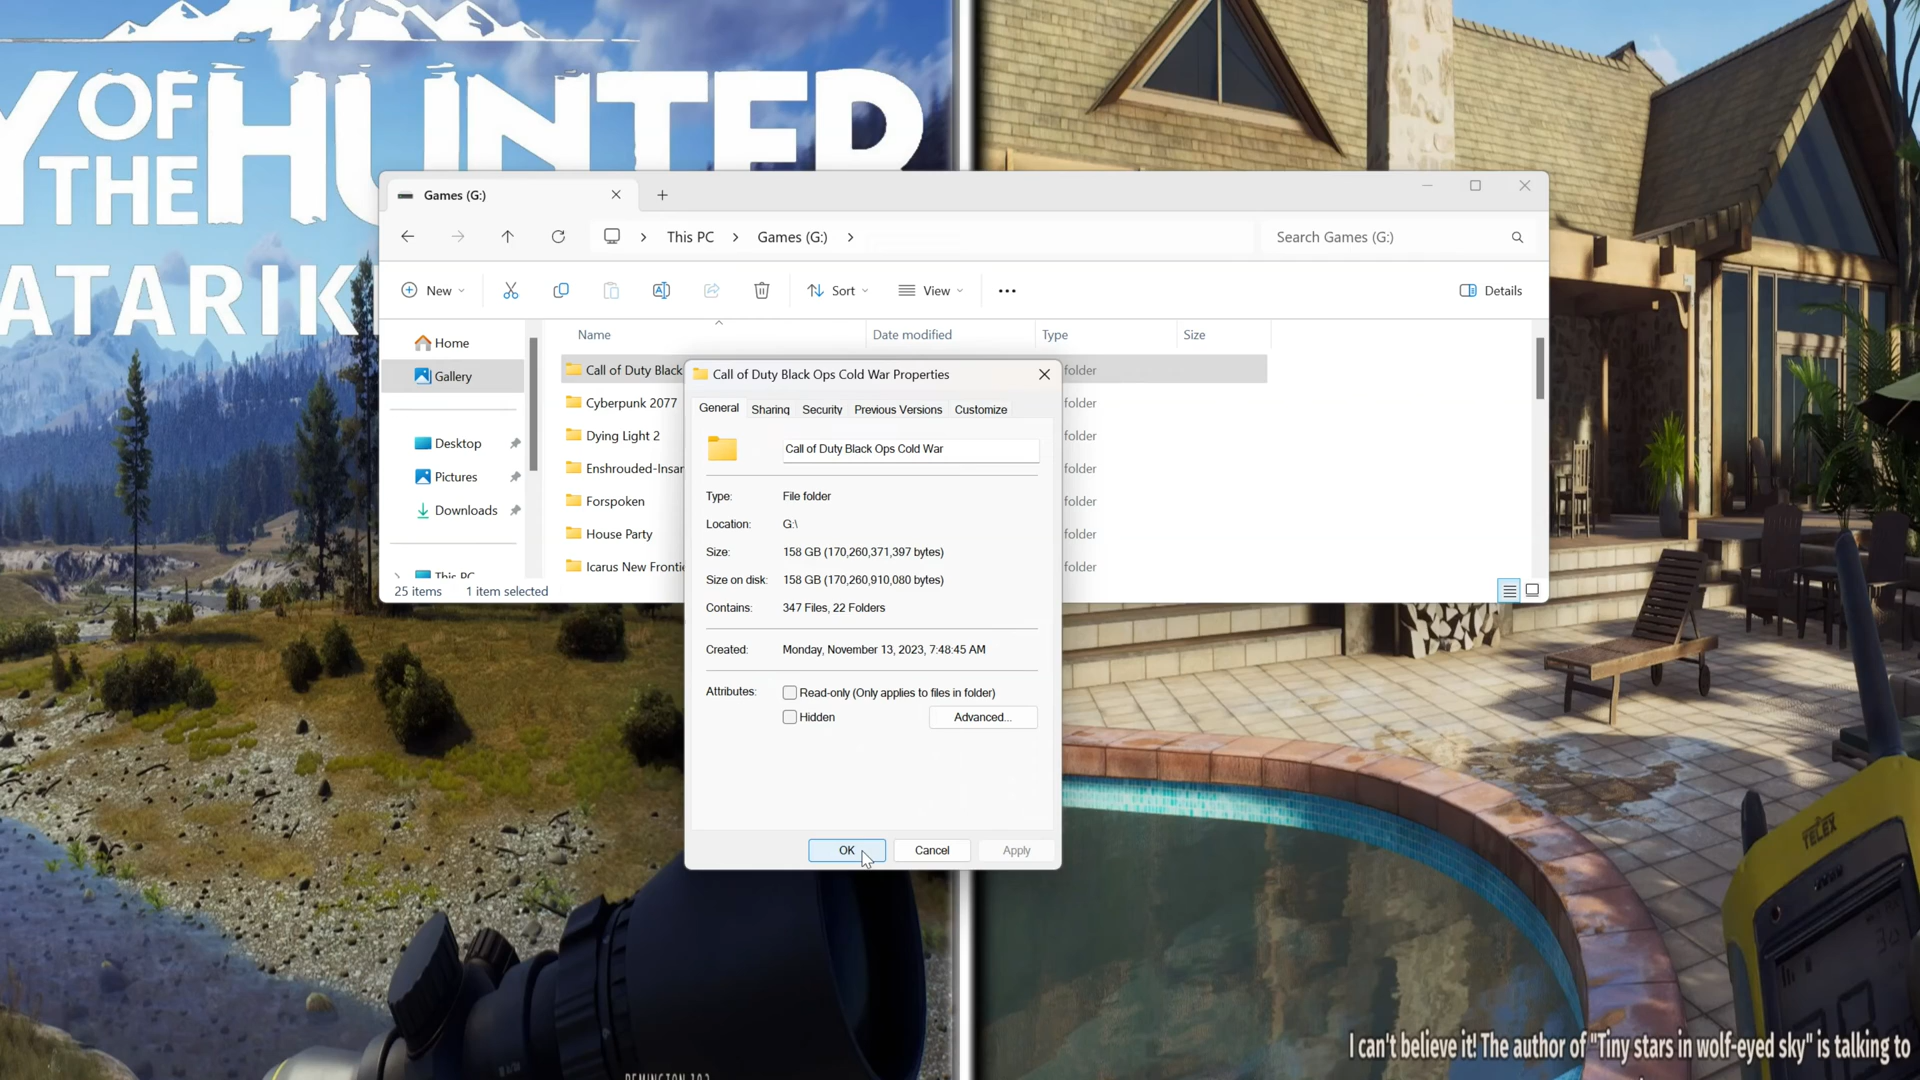 Y OF THE HUNTER
ATARIK
Games (G:)
This PC
Games (G:)
Search Games (G:)
New
Sort
View
Details
Name
Date modified
Type
Size
Home
Gallery
Desktop
Pictures
Downloads
This PC
Call of Duty Black
folder
Cyberpunk 2077
folder
Dying Light 2
folder
Enshrouded-Insar
folder
Forspoken
folder
House Party
folder
Icarus New Frontie
folder
25 items
1 item selected
Call of Duty Black Ops Cold War Properties
General
Sharing
Security
Previous Versions
Customize
Call of Duty Black Ops Cold War
Type: File folder
Location: G:\
Size: 158 GB (170,260,371,397 bytes)
Size on disk: 158 GB (170,260,910,080 bytes)
Contains: 347 Files, 22 Folders
Created: Monday, November 13, 2023, 7:48:45 AM
Attributes: Read-only (Only applies to files in folder)
Hidden
Advanced...
OK
Cancel
Apply
TELEX
I can't believe it! The author of "Tiny stars in wolf-eyed sky" is talking to